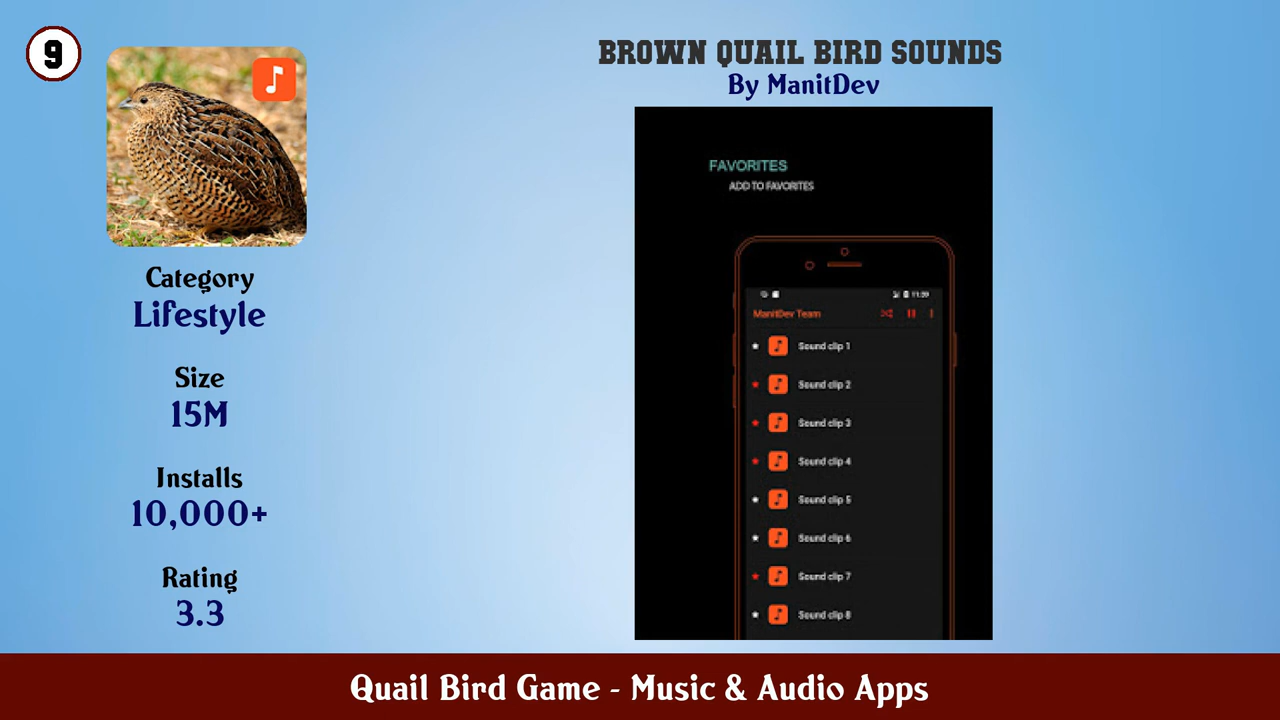 9
BROWN QUAIL BIRD SOUNDS
By ManitDev
Category
Lifestyle
Size
15M
Installs
10,000+
Rating
3.3
FAVORITES
ADD TO FAVORITES
11:59
ManitDev Team
Sound clip 1
Sound clip 2
Sound clip 3
Sound clip 4
Sound clip 5
Sound clip 6
Sound clip 7
Sound clip 8
Quail Bird Game - Music & Audio Apps